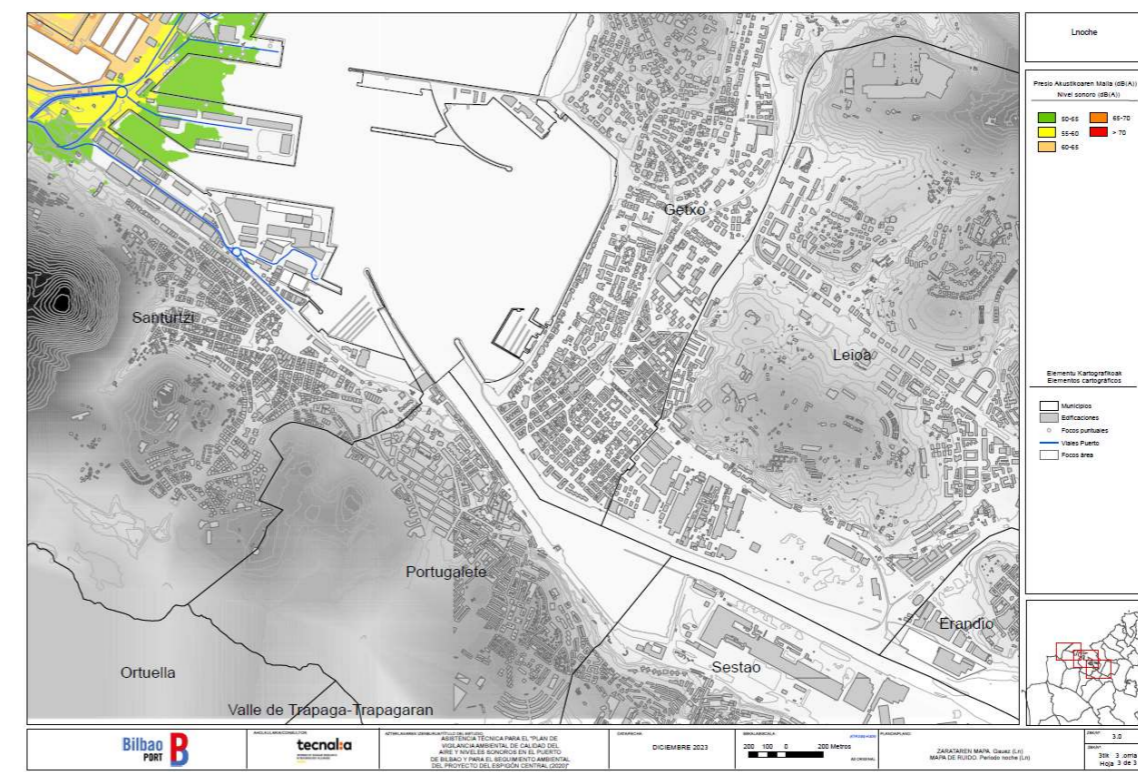 Lnoche
Presio Akustikoaren Maila (dB(A))
Nivel sonoro (dB(A))
50-55 65-70
55-60 > 70
60-65
Getxo
Santurtzi
Leioa
Elementu Kartografikoak
Elementos cartográficos
Municipios
Edificaciones
Focos puntuales
Viales Puerto
Focos área
Portugalete
Erandio
Sestao
Ortuella
Valle de Trápaga-Trapagaran
Bilbao
PORT
tecnal:a
ASISTENCIA TÉCNICA PARA EL "PLAN DE
VIGILANCIA AMBIENTAL DE CALIDAD DEL
AIRE Y NIVELES SONOROS EN EL PUERTO
DE BILBAO Y PARA EL SEGUIMIENTO AMBIENTAL
DEL PROYECTO DEL ESPIGÓN CENTRAL (2020)"
DICIEMBRE 2023
200 100 0 200 Metros
ZARATAREN MAPA. Gauez (Ln)
MAPA DE RUIDO. Periodo noche (Ln)
3.0
Hoja 3 de 3